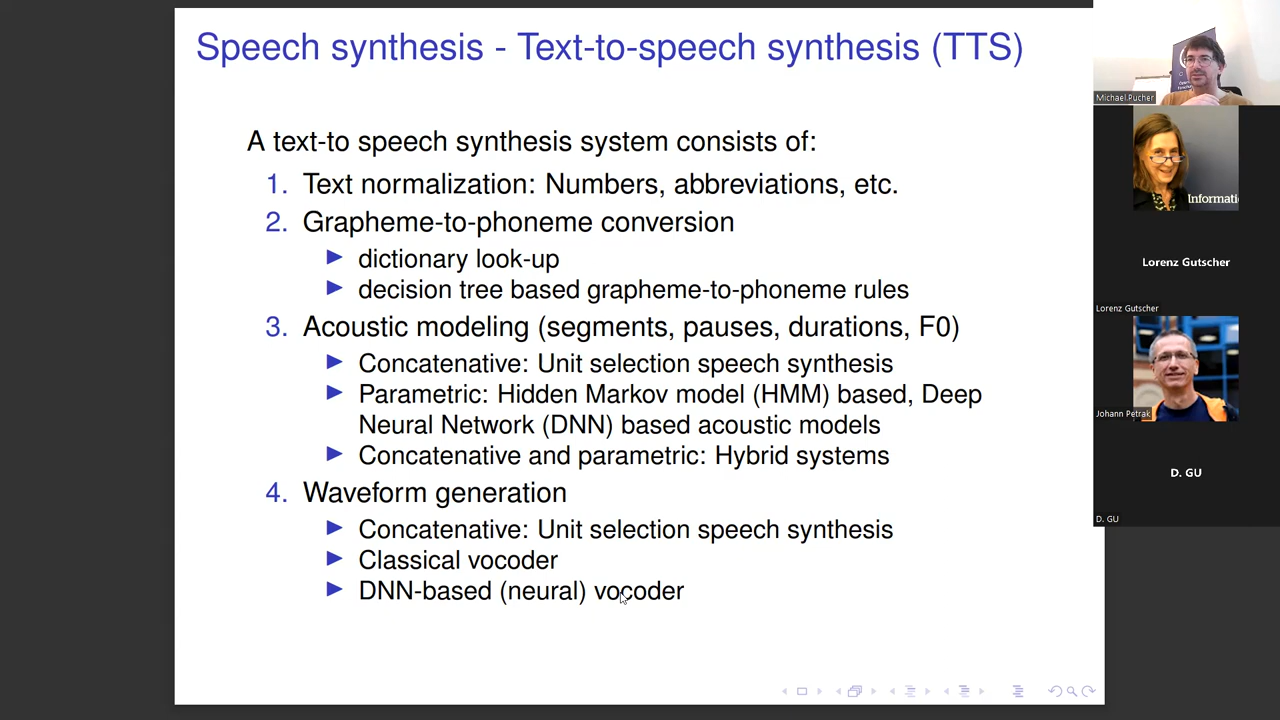 Speech synthesis - Text-to-speech synthesis (TTS)
A text-to speech synthesis system consists of:
1. Text normalization: Numbers, abbreviations, etc.
2. Grapheme-to-phoneme conversion
dictionary look-up
decision tree based grapheme-to-phoneme rules
3. Acoustic modeling (segments, pauses, durations, F0)
Concatenative: Unit selection speech synthesis
Parametric: Hidden Markov model (HMM) based, Deep
Neural Network (DNN) based acoustic models
Concatenative and parametric: Hybrid systems
4. Waveform generation
Concatenative: Unit selection speech synthesis
Classical vocoder
DNN-based (neural) vocoder
Michael.Pucher
Informati
Lorenz Gutscher
Lorenz Gutscher
Johann Petrak
D. GU
D. GU